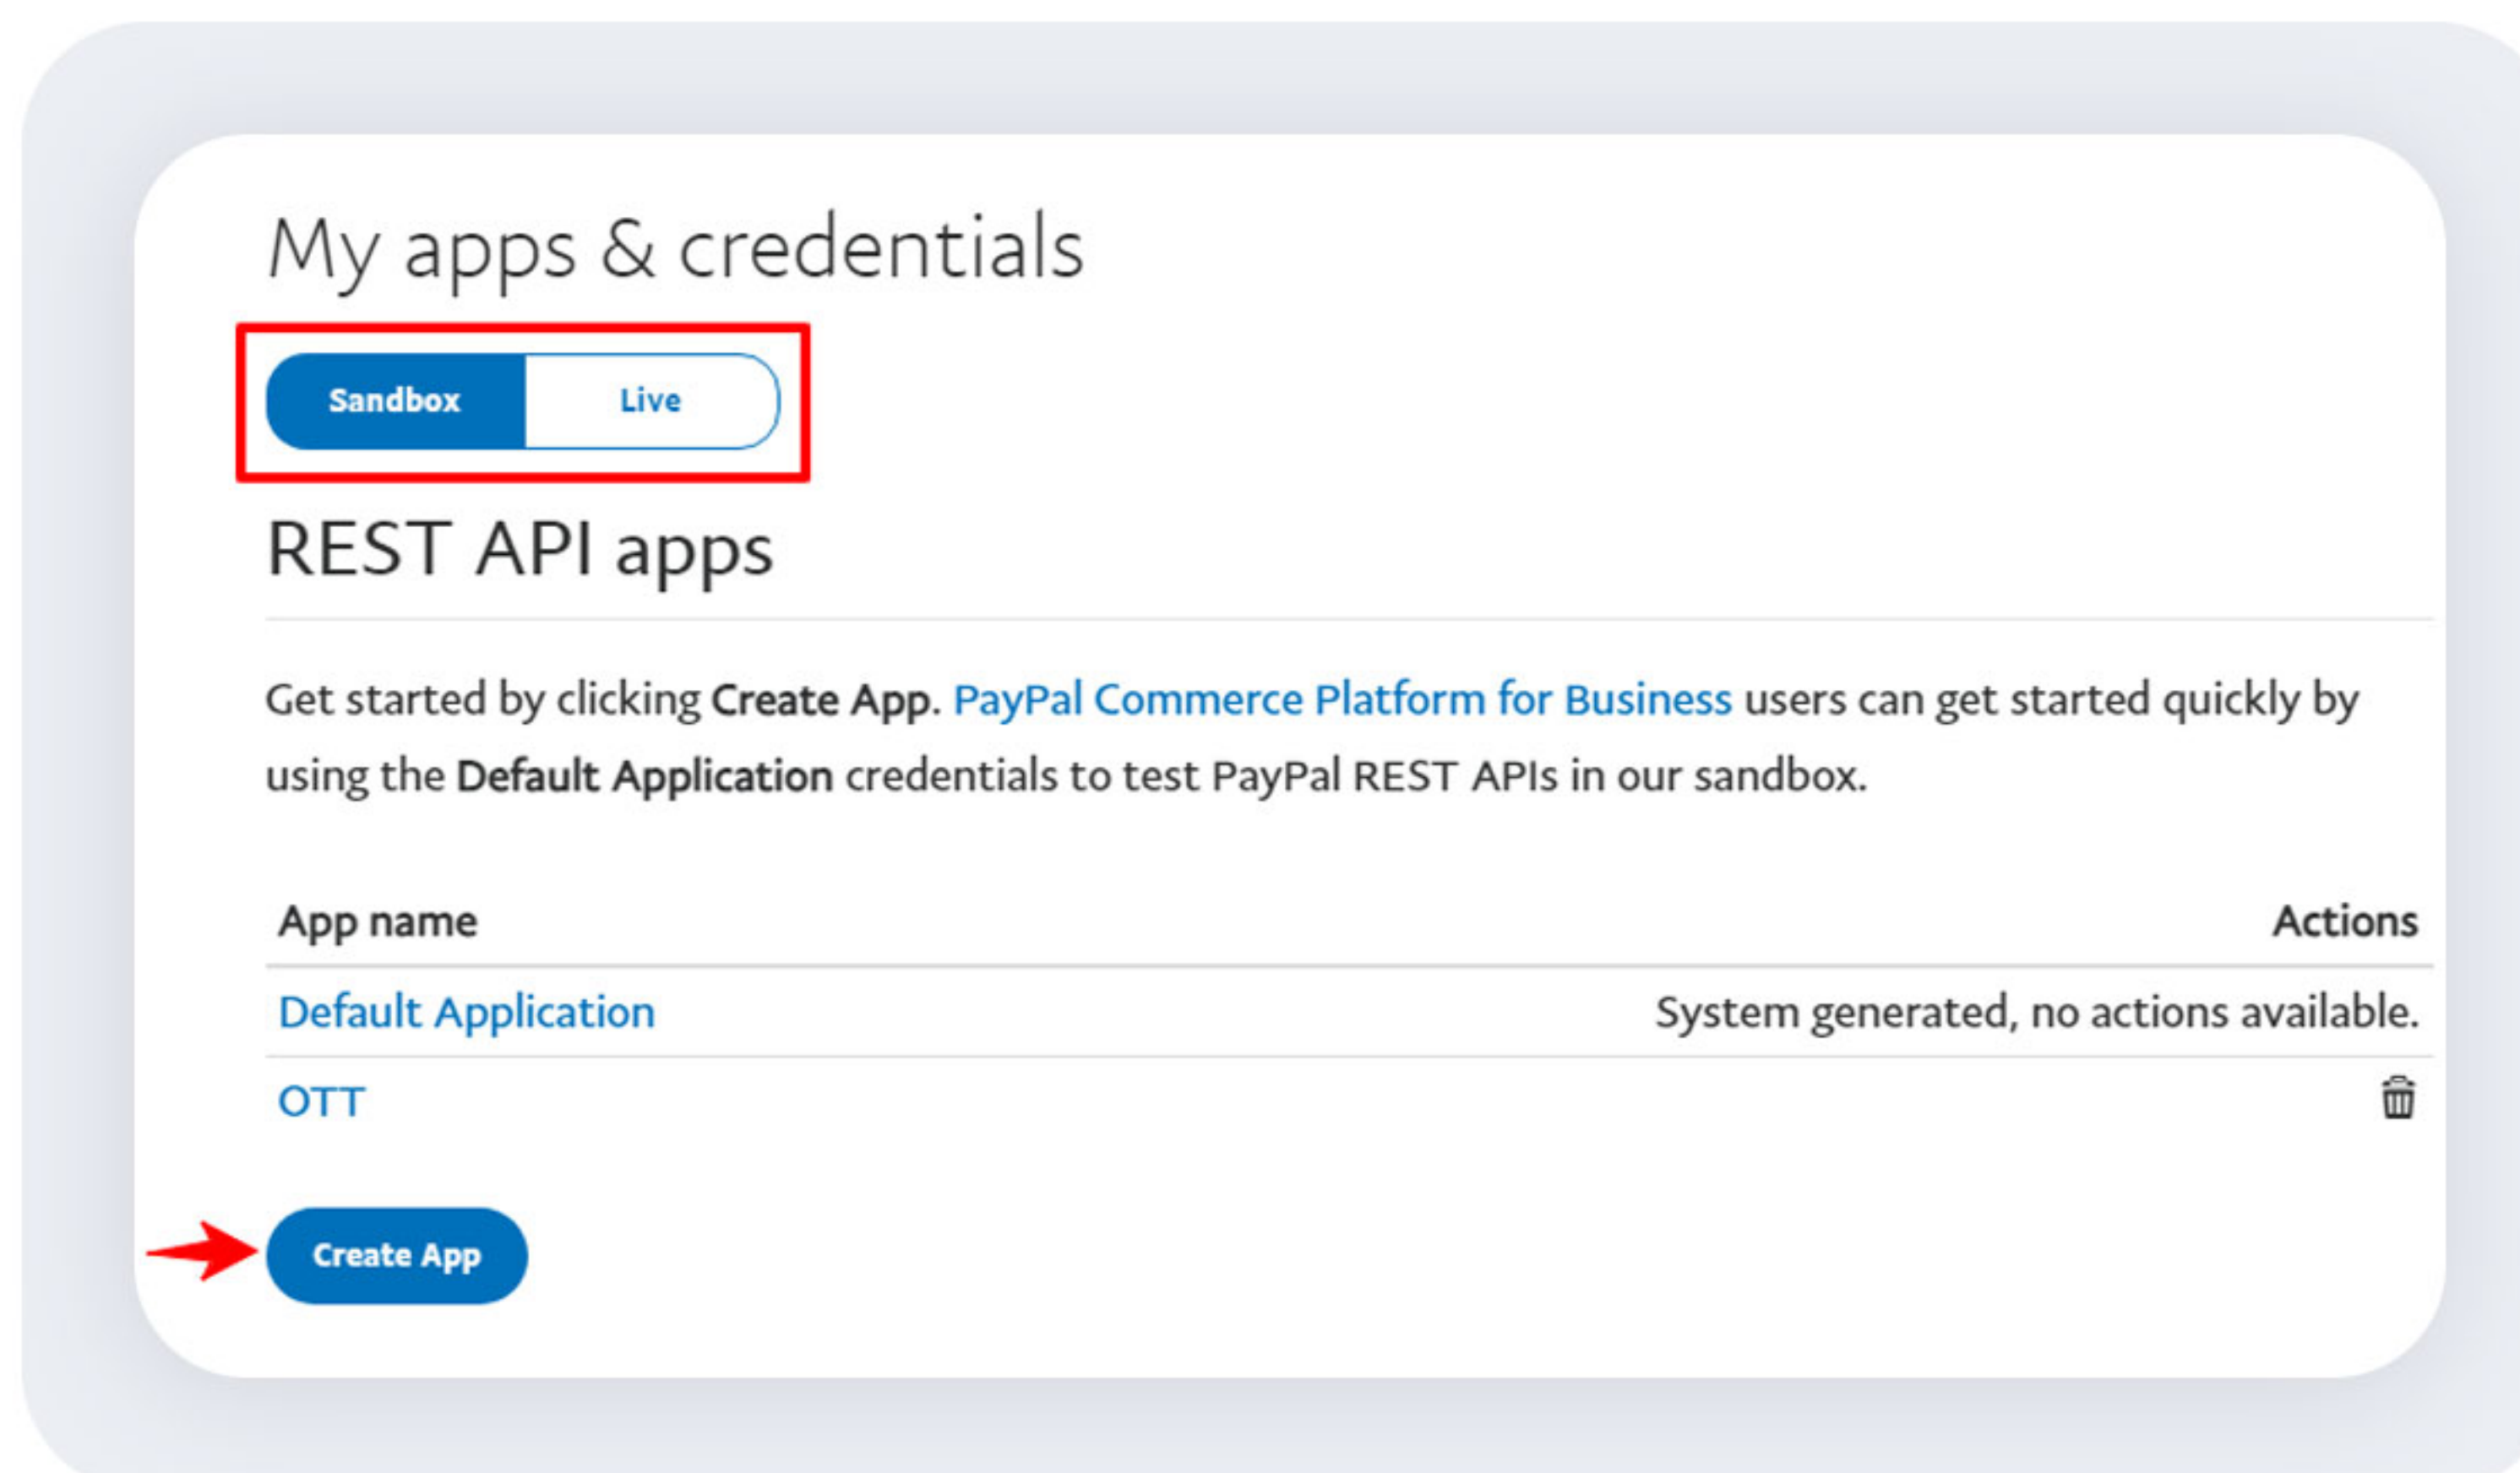 My apps & credentials
Sandbox Live
REST API apps
Get started by clicking Create App. PayPal Commerce Platform for Business users can get started quickly by
using the Default Application credentials to test PayPal REST APIs in our sandbox.
App name Actions
Default Application System generated, no actions available.
OTT
Create App